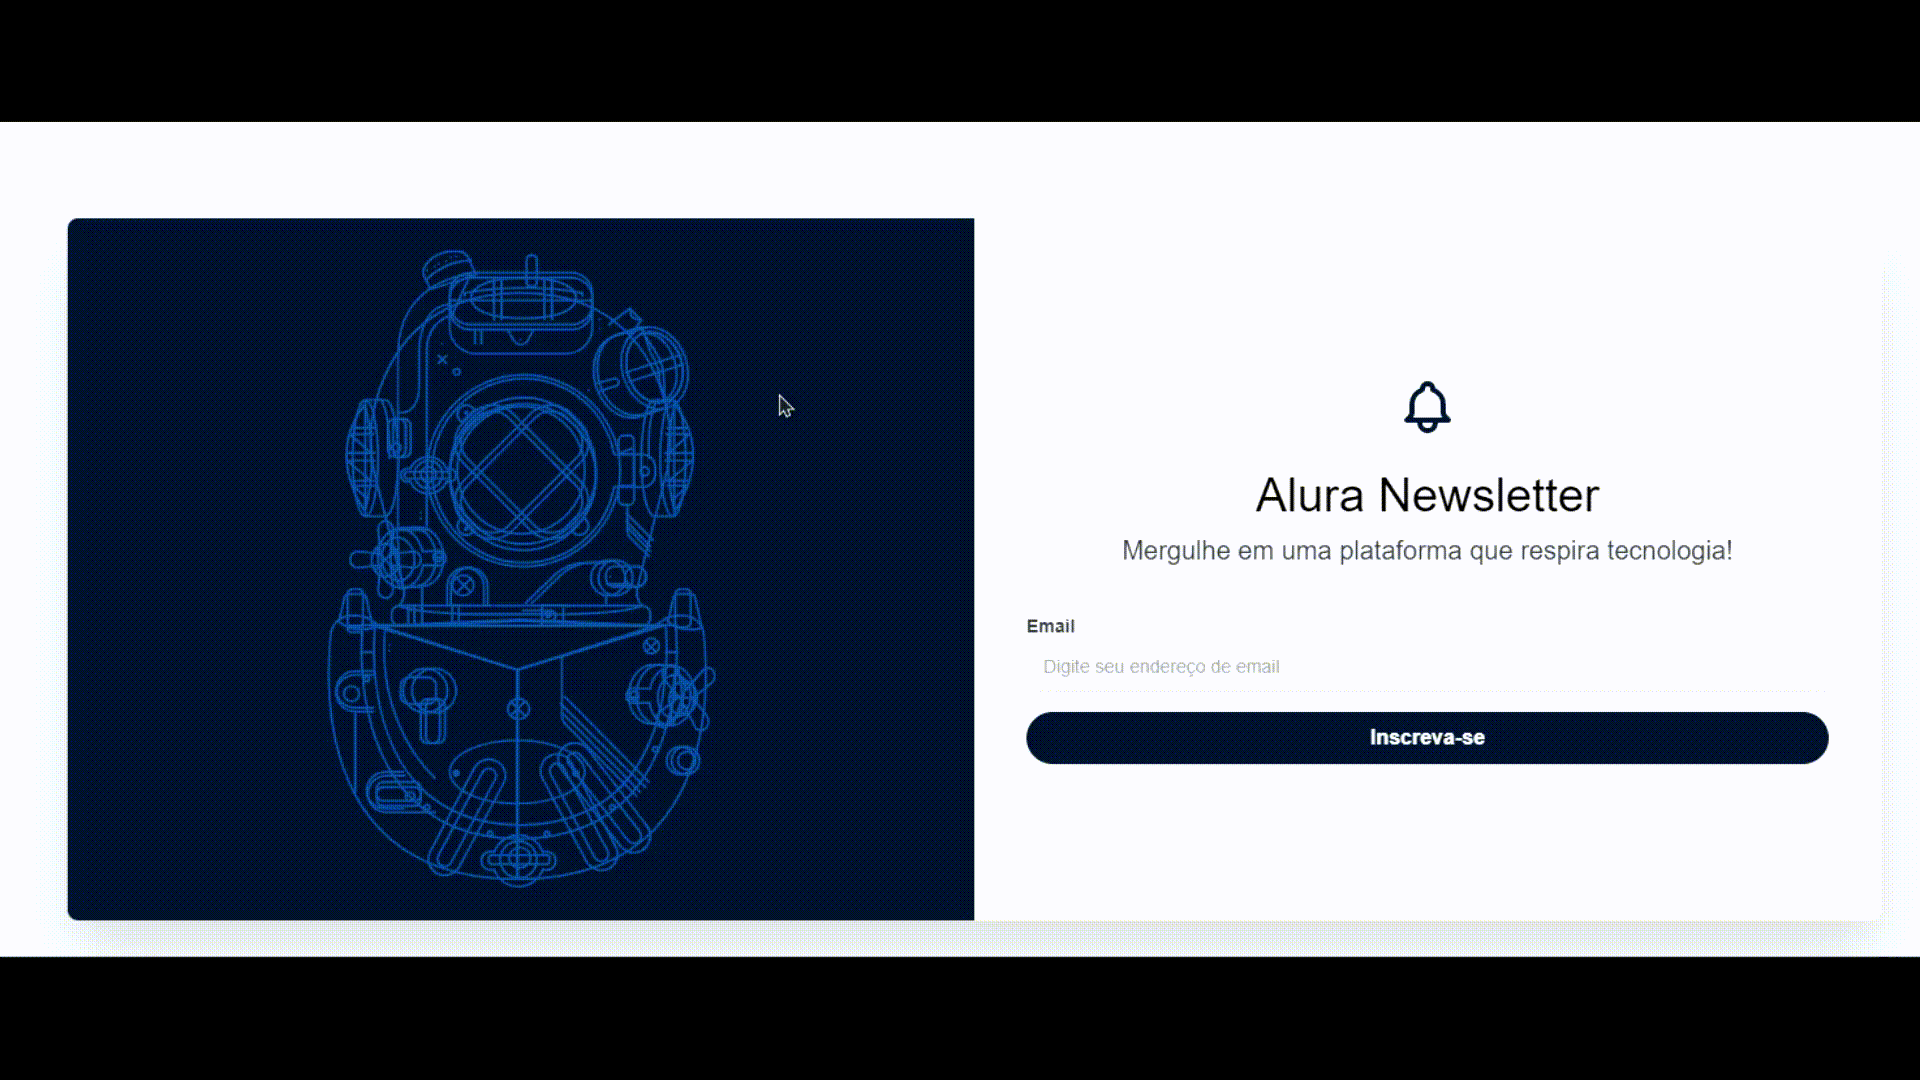 Alura Newsletter
Mergulhe em uma plataforma que respira tecnologia!
Email
Digite seu endereço de email
Inscreva-se